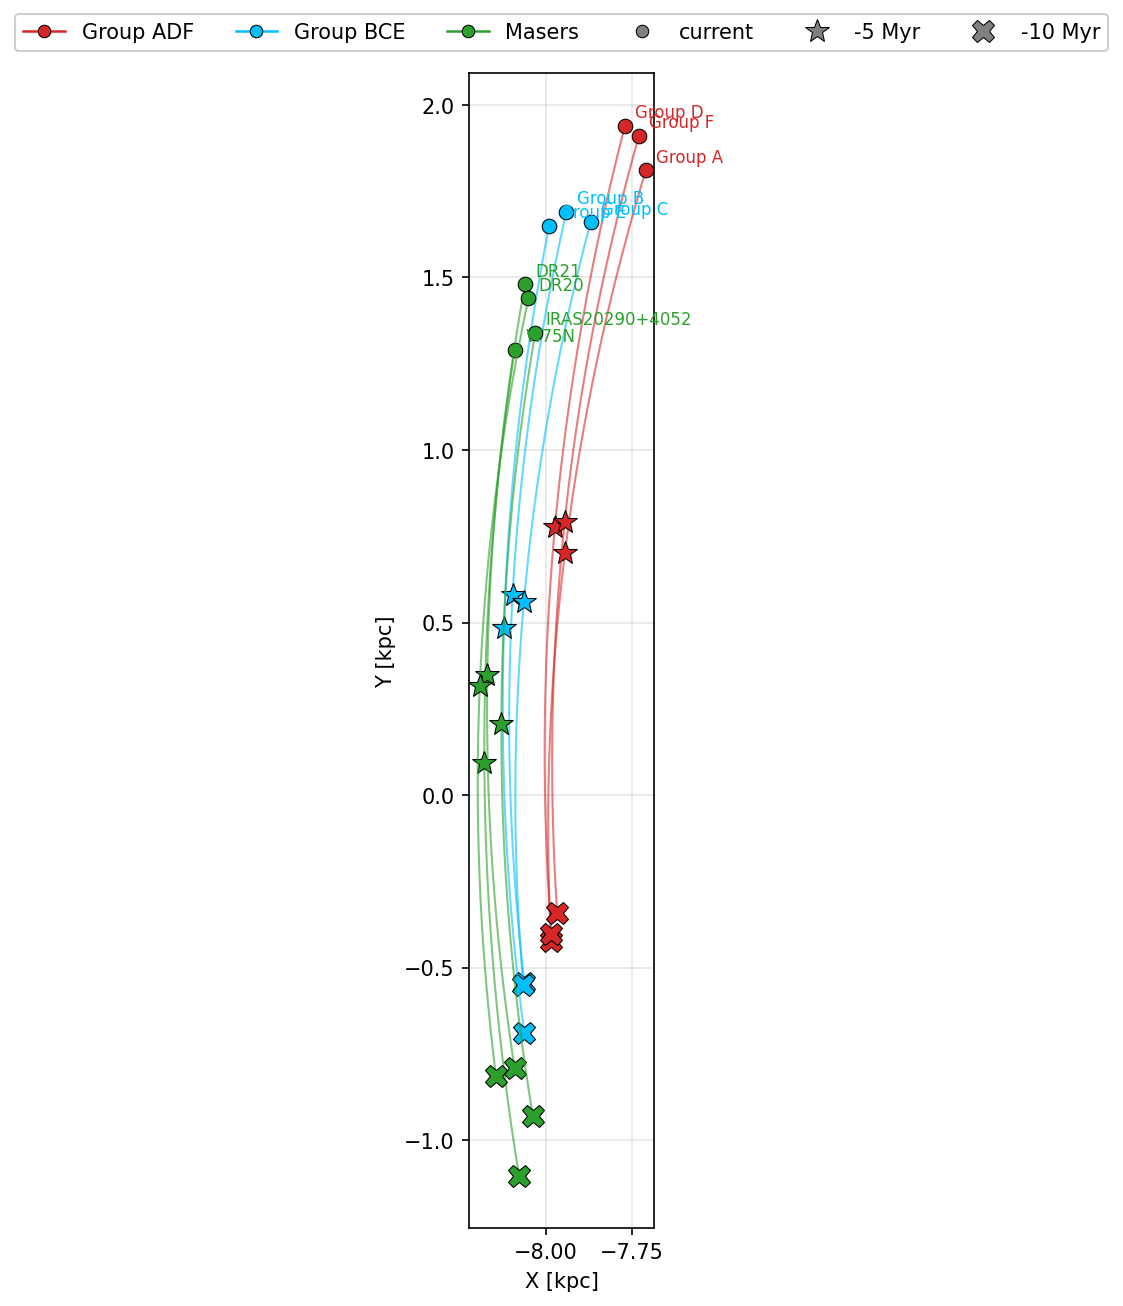 Group ADF
Group BCE
Masers
current
-5 Myr
-10 Myr
Group D
Group F
Group A
Group B
Group C
DR21
DR20
IRAS20290+4052
2.0
1.5
1.0
0.5
0.0
−0.5
−1.0
Y [kpc]
−8.00
−7.75
X [kpc]